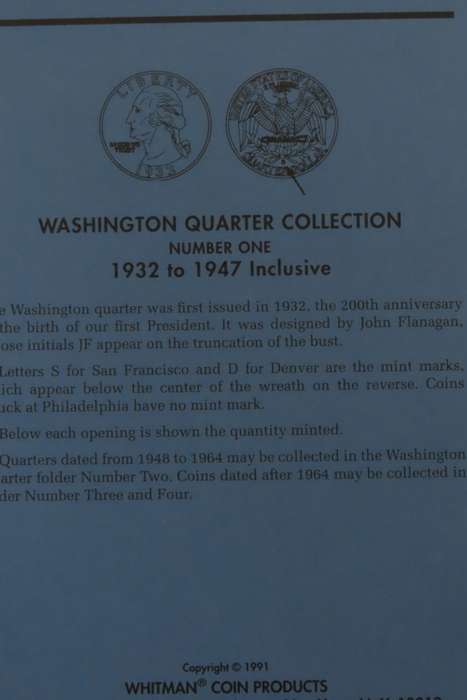 LIBERTY
1932
WASHINGTON QUARTER COLLECTION
NUMBER ONE
1932 to 1947 Inclusive
e Washington quarter was first issued in 1932, the 200th anniversary
the birth of our first President. It was designed by John Flanagan,
ose initials JF appear on the truncation of the bust.
Letters S for San Francisco and D for Denver are the mint marks,
ich appear below the center of the wreath on the reverse. Coins
uck at Philadelphia have no mint mark.
Below each opening is shown the quantity minted.
Quarters dated from 1948 to 1964 may be collected in the Washington
arter folder Number Two. Coins dated after 1964 may be collected in
der Number Three and Four.
Copyright © 1991
WHITMAN® COIN PRODUCTS